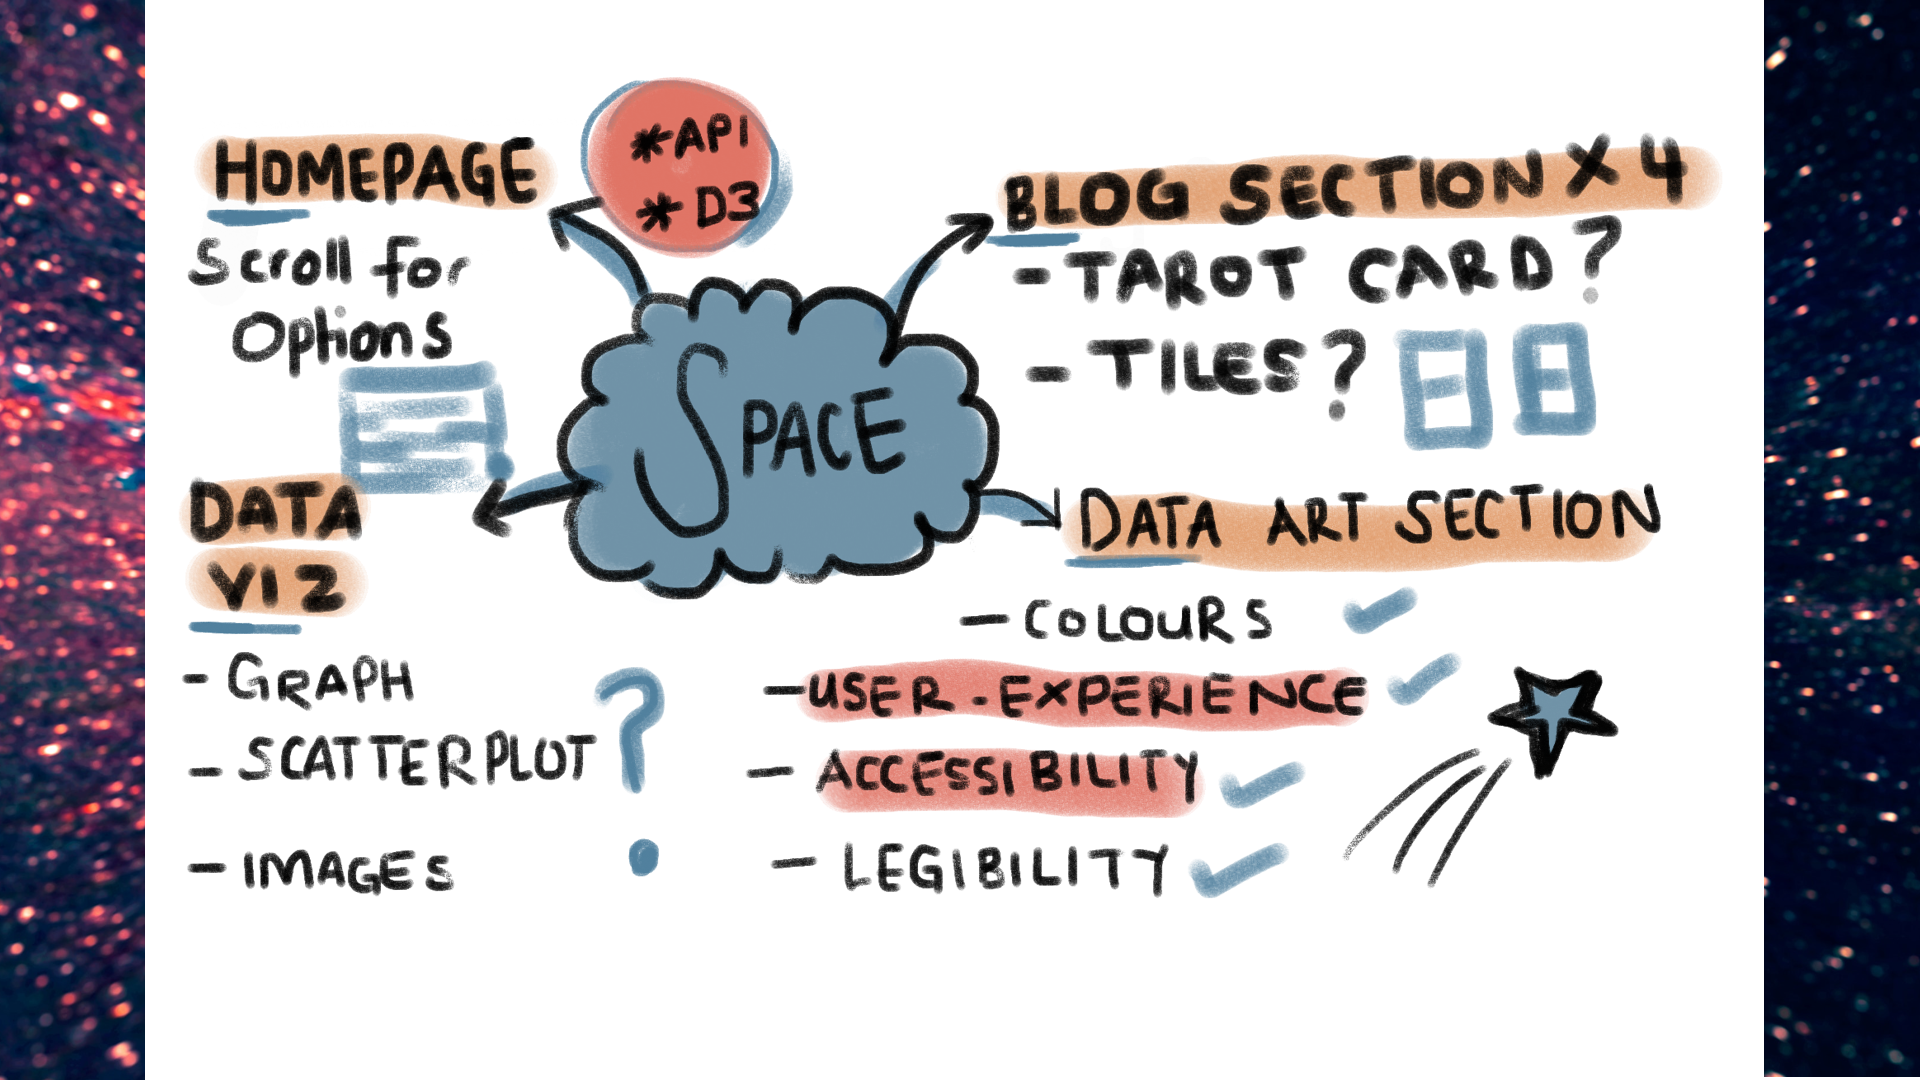 HOMEPAGE
Scroll for
Options
*API
* D3
BLOG SECTION X 4
- TAROT CARD?
- TILES?
SPACE
DATA
VIZ
- GRAPH
- SCATTERPLOT
- IMAGES
?
DATA ART SECTION
- COLOURS
- USER-EXPERIENCE
- ACCESSIBILITY
- LEGIBILITY